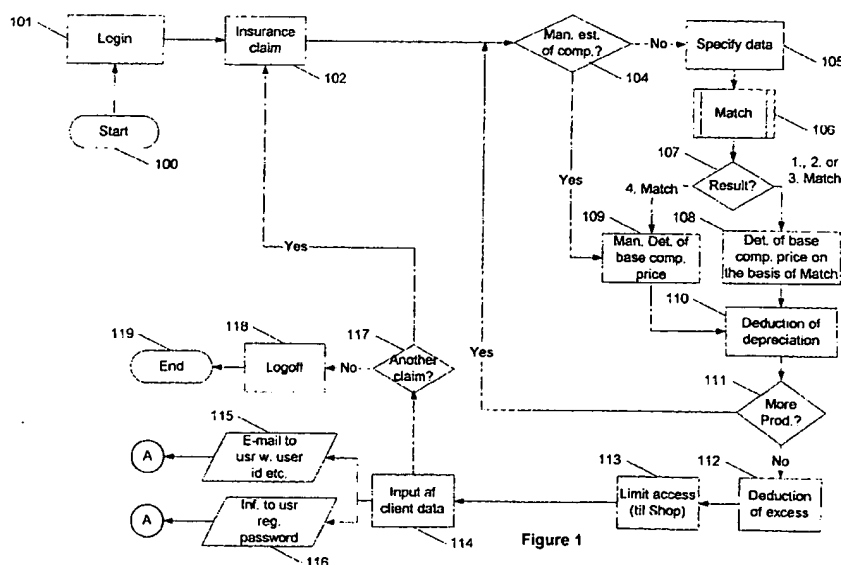 101
Login
Start
100
Insurance
claim
102
Man. est.
of comp.?
104
No
Specify data
105
Match
106
107
Result?
1., 2. or
3. Match
4. Match
Yes
109
Man. Det. of
base comp.
price
108
Det. of base
comp. price on
the basis of Match
110
Deduction of
depreciation
111
More
Prod.?
Yes
No
112
Deduction
of excess
113
Limit access
(til Shop)
Input af
client data
114
117
Another
claim?
Yes
No
118
Logoff
119
End
115
E-mail to
usr w. user
id etc.
A
Inf. to usr
reg.
password
116
A
Figure 1